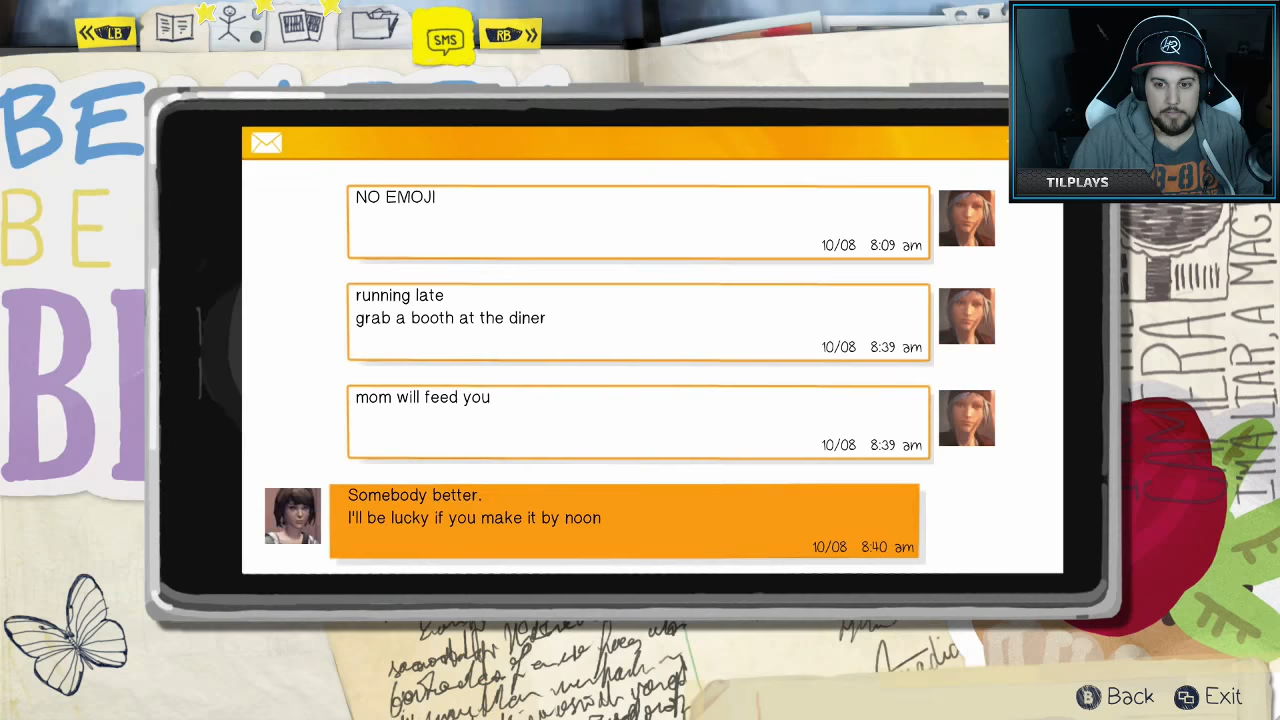 LB
SMS
RB
BE
BE
NO EMOJI
10/08 8:09 am
running late
grab a booth at the diner
10/08 8:39 am
mom will feed you
10/08 8:39 am
Somebody better.
I'll be lucky if you make it by noon
10/08 8:40 am
TILPLAYS
B Back
Exit